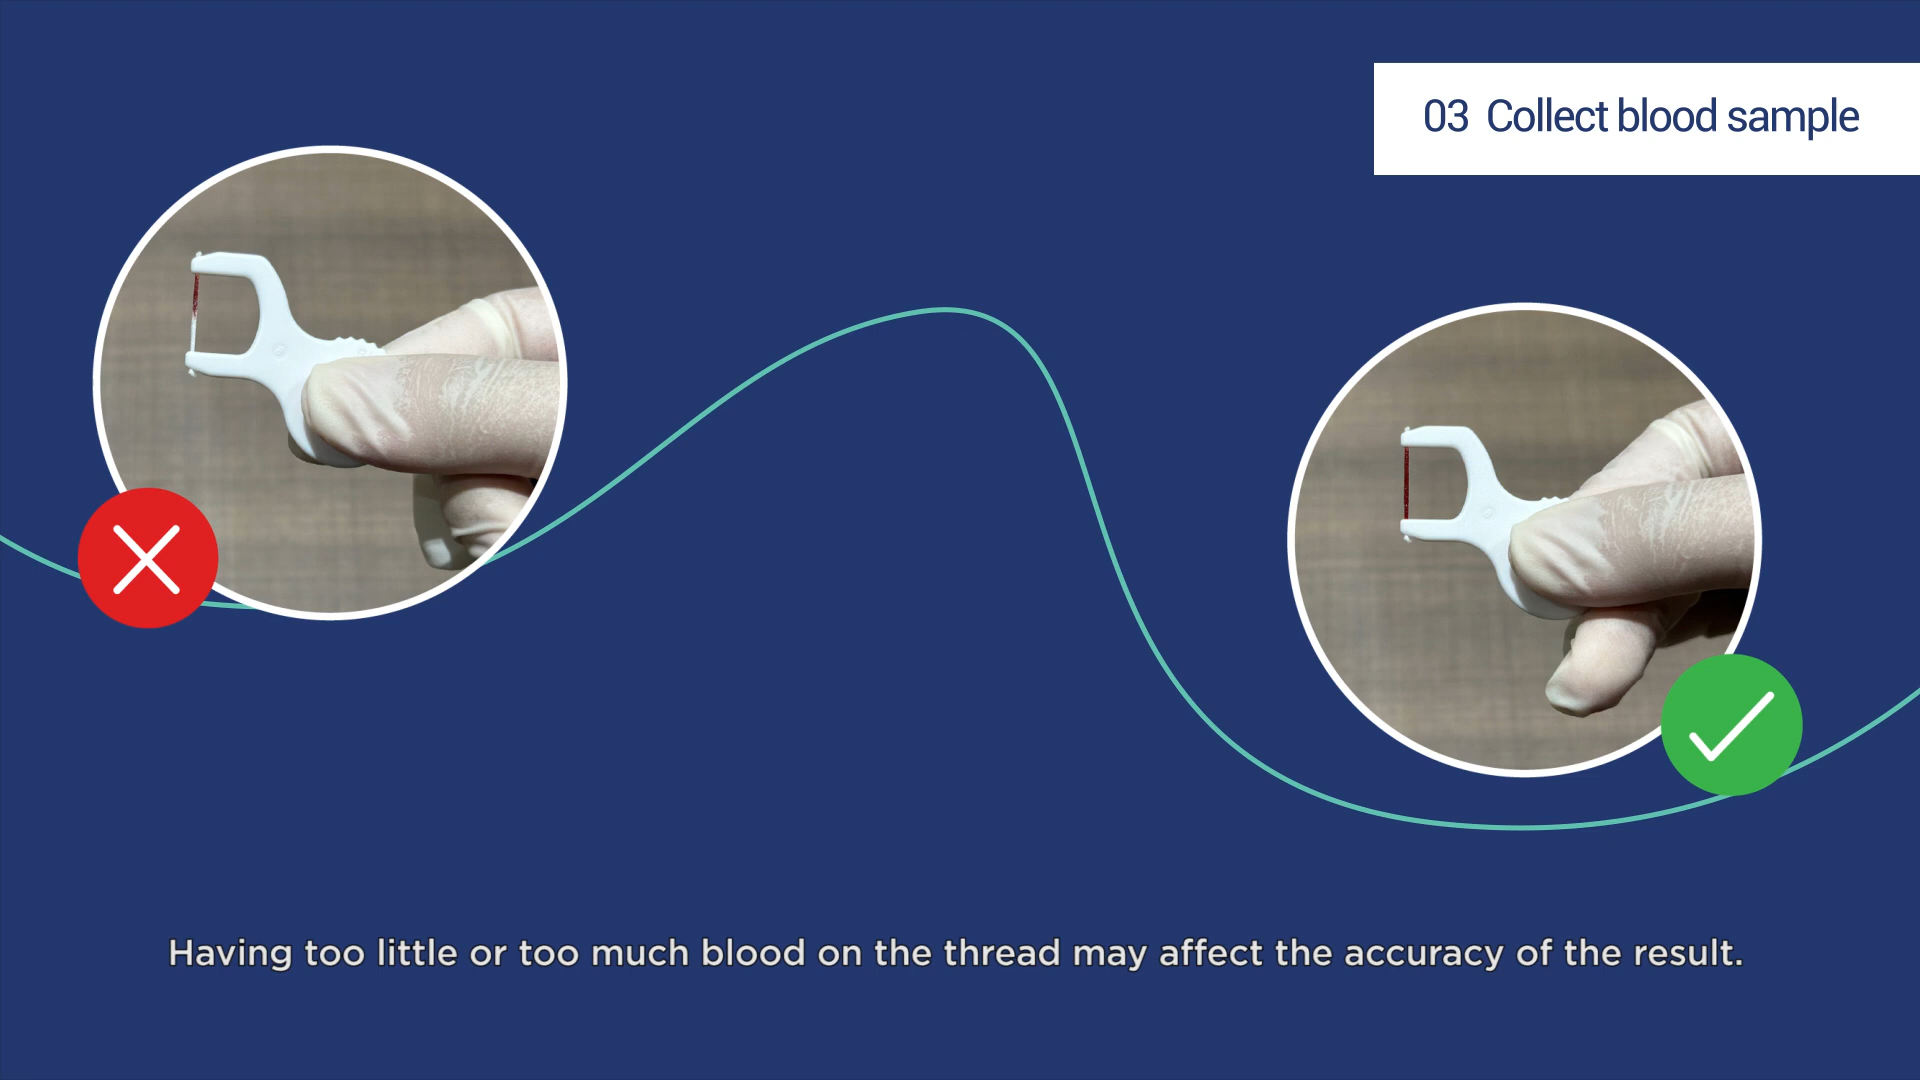 03 Collect blood sample
Having too little or too much blood on the thread may affect the accuracy of the result.